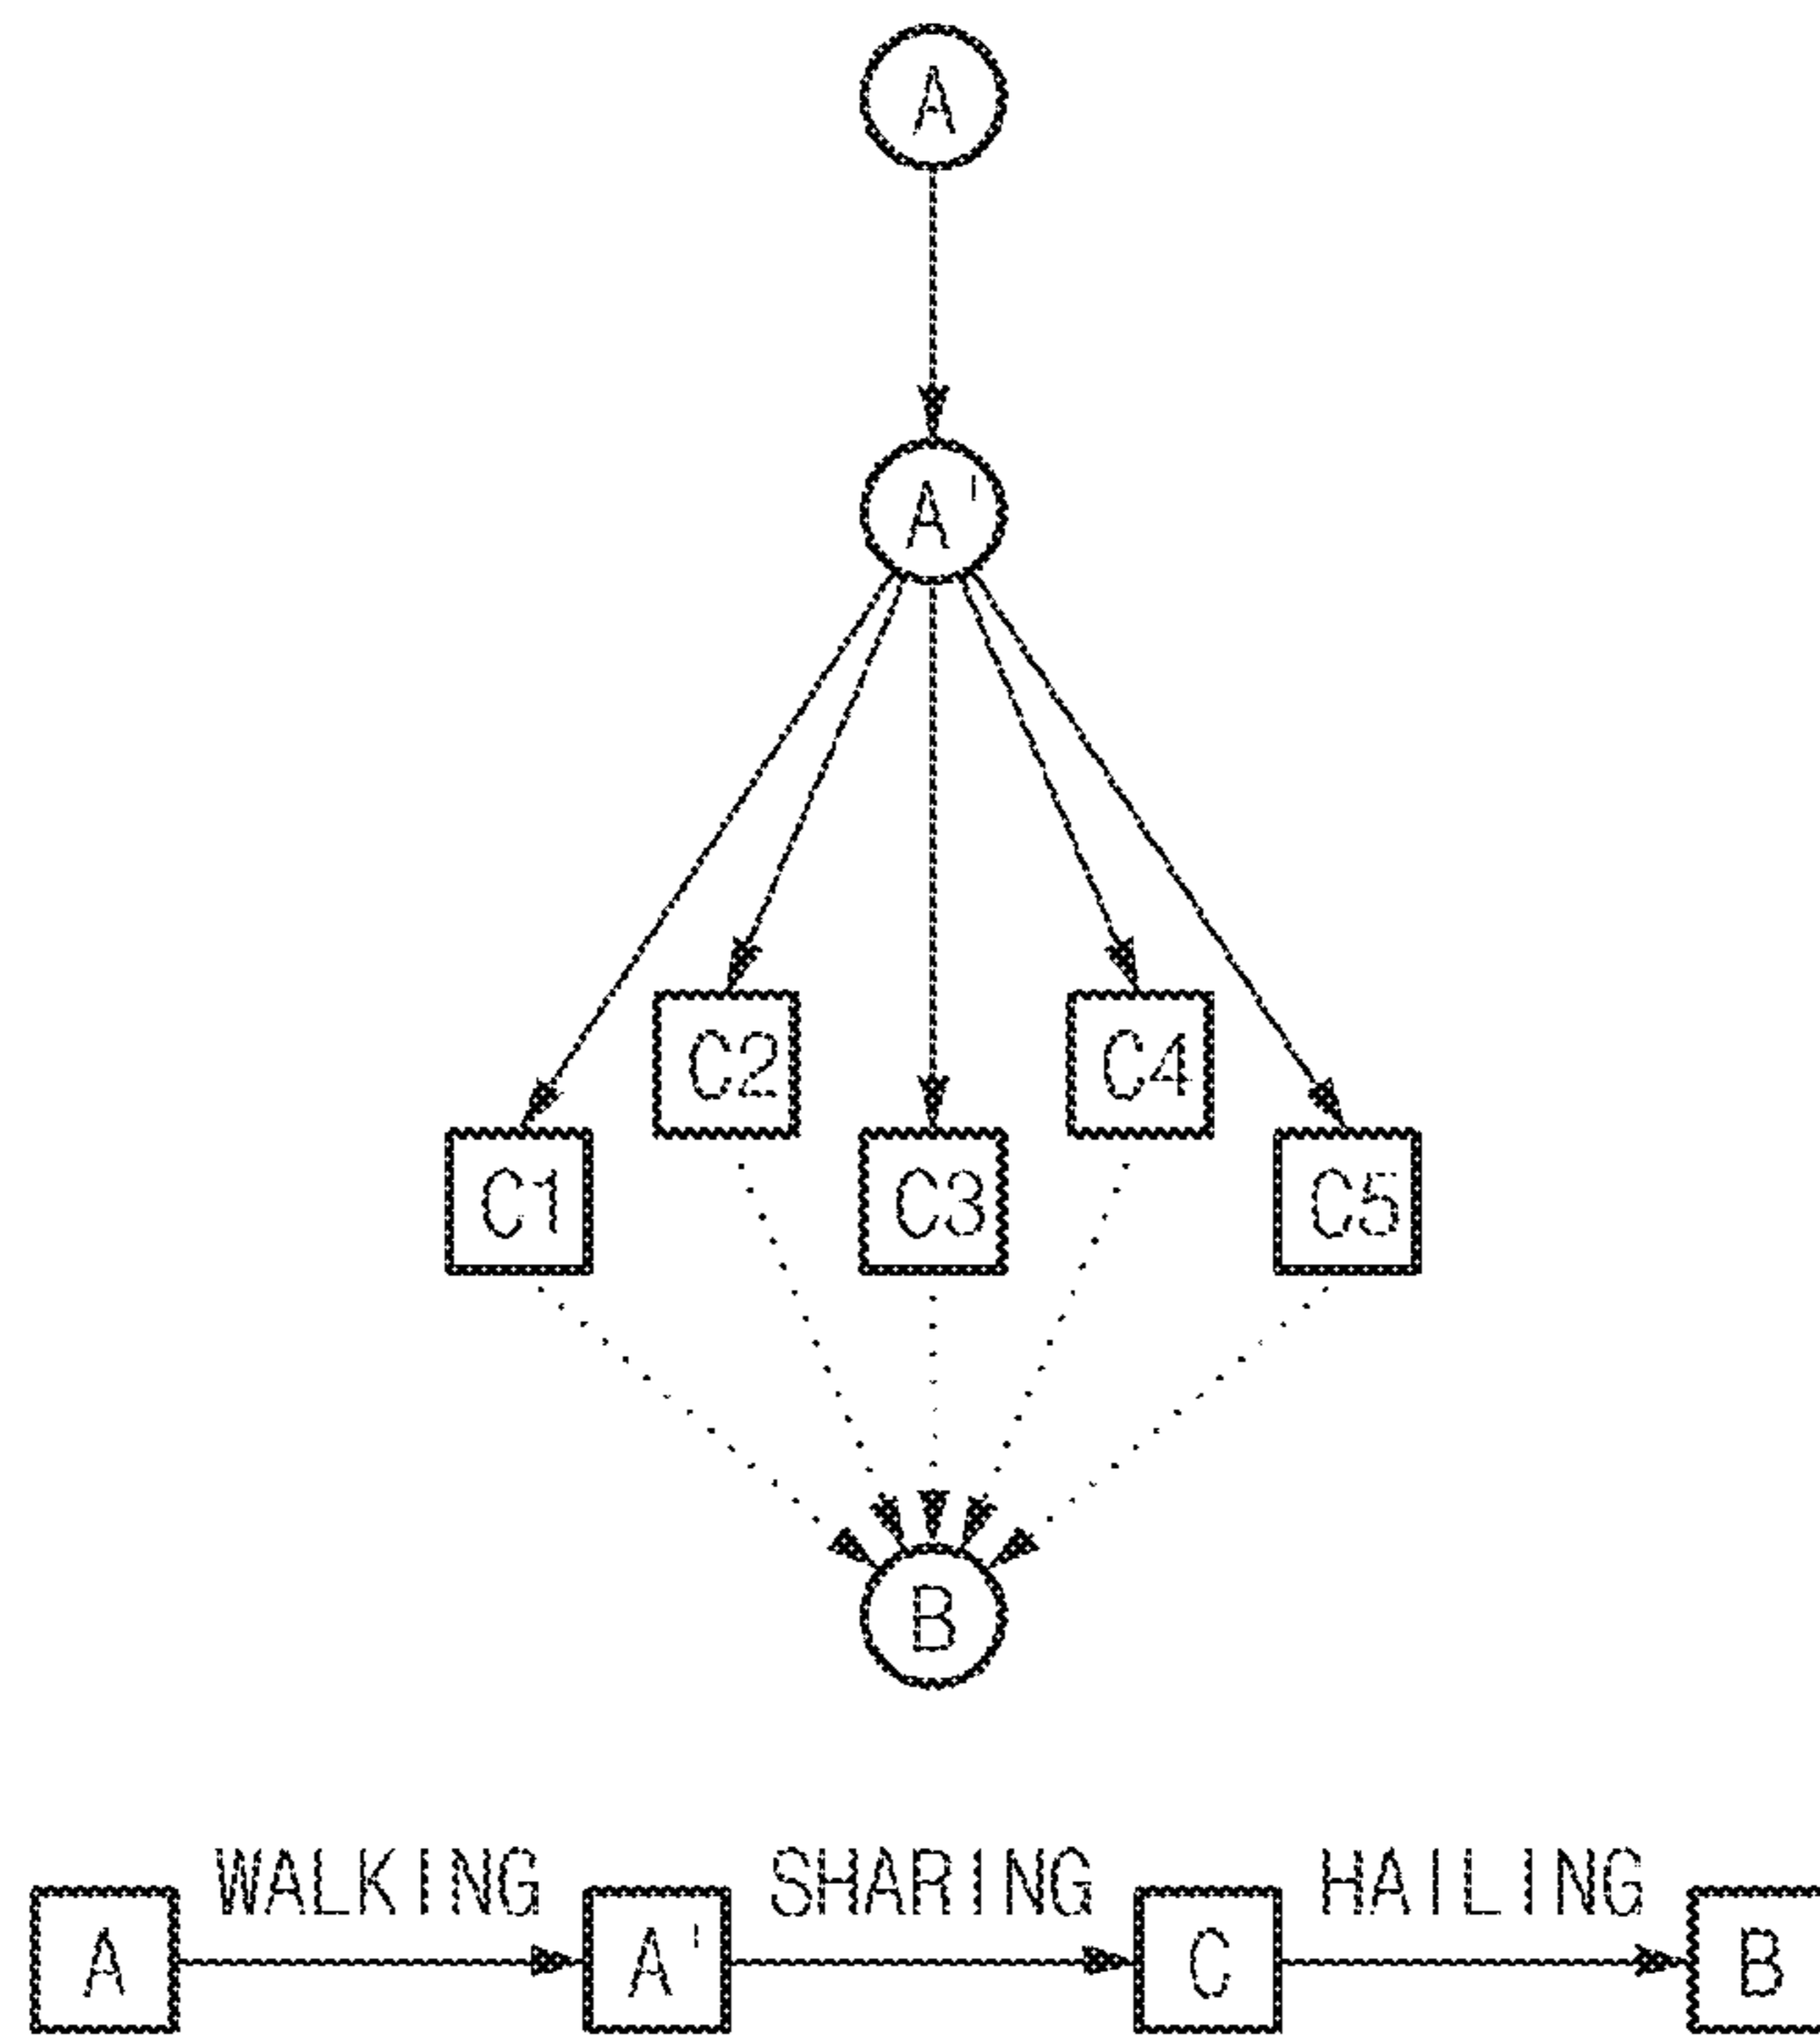 A
A'
C2 C4
C1 C3 C5
B
WALKING SHARING HAILING
A A' C B